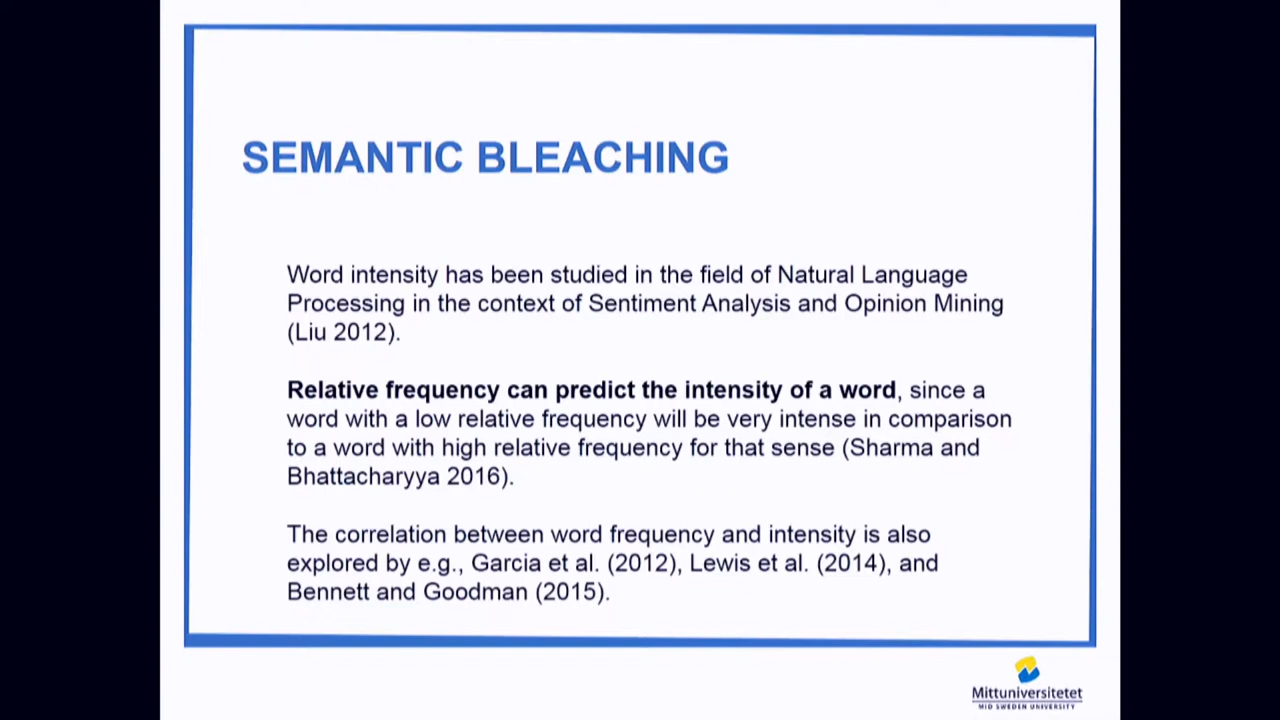 SEMANTIC BLEACHING
Word intensity has been studied in the field of Natural Language
Processing in the context of Sentiment Analysis and Opinion Mining
(Liu 2012).
Relative frequency can predict the intensity of a word, since a
word with a low relative frequency will be very intense in comparison
to a word with high relative frequency for that sense (Sharma and
Bhattacharyya 2016).
The correlation between word frequency and intensity is also
explored by e.g., Garcia et al. (2012), Lewis et al. (2014), and
Bennett and Goodman (2015).
Mittuniversitetet
MID SWEDEN UNIVERSITY